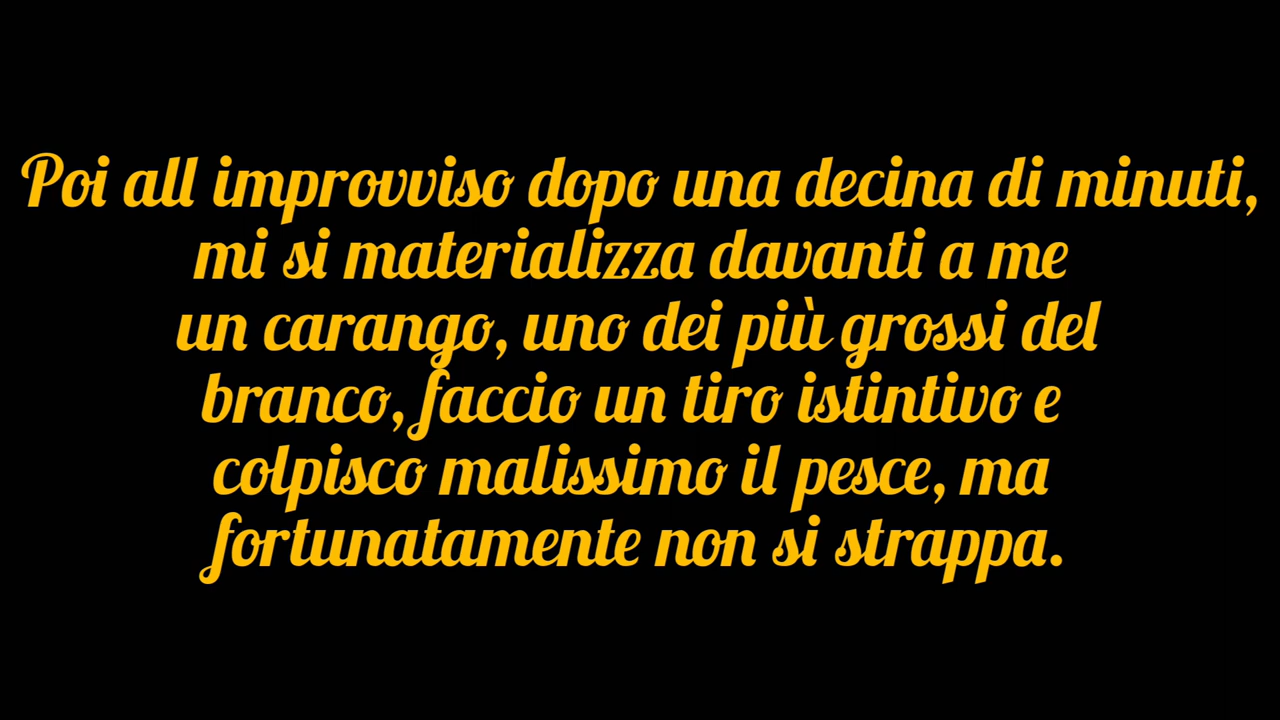 Poi all improvviso dopo una decina di minuti,
mi si materializza davanti a me
un carango, uno dei più grossi del
branco, faccio un tiro istintivo e
colpisco malissimo il pesce, ma
fortunatamente non si strappa.